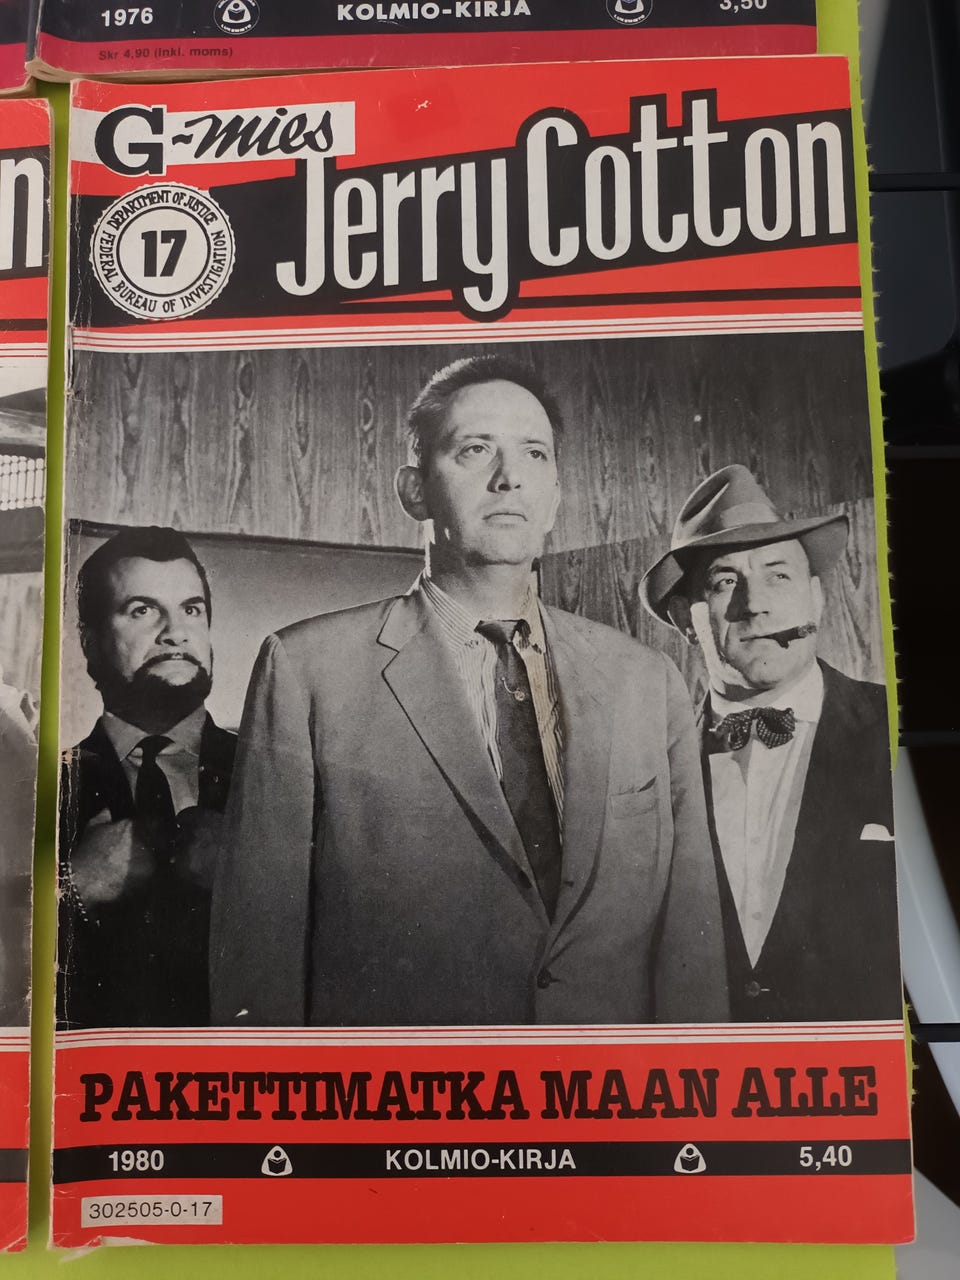 1976 KOLMIO-KIRJA 3,50
Skr 4,90 (inkl. moms)
n
G-mies
Jerry Cotton
DEPARTMENT OF JUSTICE
17
FEDERAL BUREAU OF INVESTIGATION
PAKETTIMATKA MAAN ALLE
1980 KOLMIO-KIRJA 5,40
302505-0-17